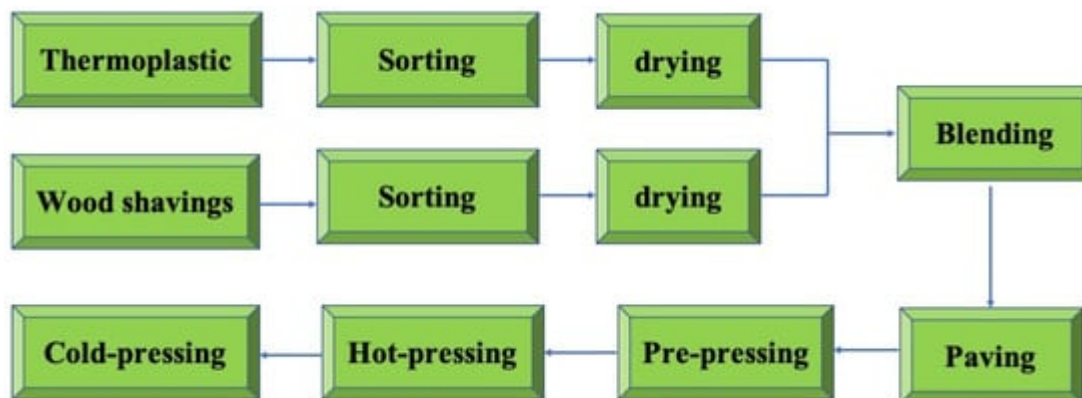 Thermoplastic
Sorting
drying
Blending
Wood shavings
Sorting
drying
Cold-pressing
Hot-pressing
Pre-pressing
Paving